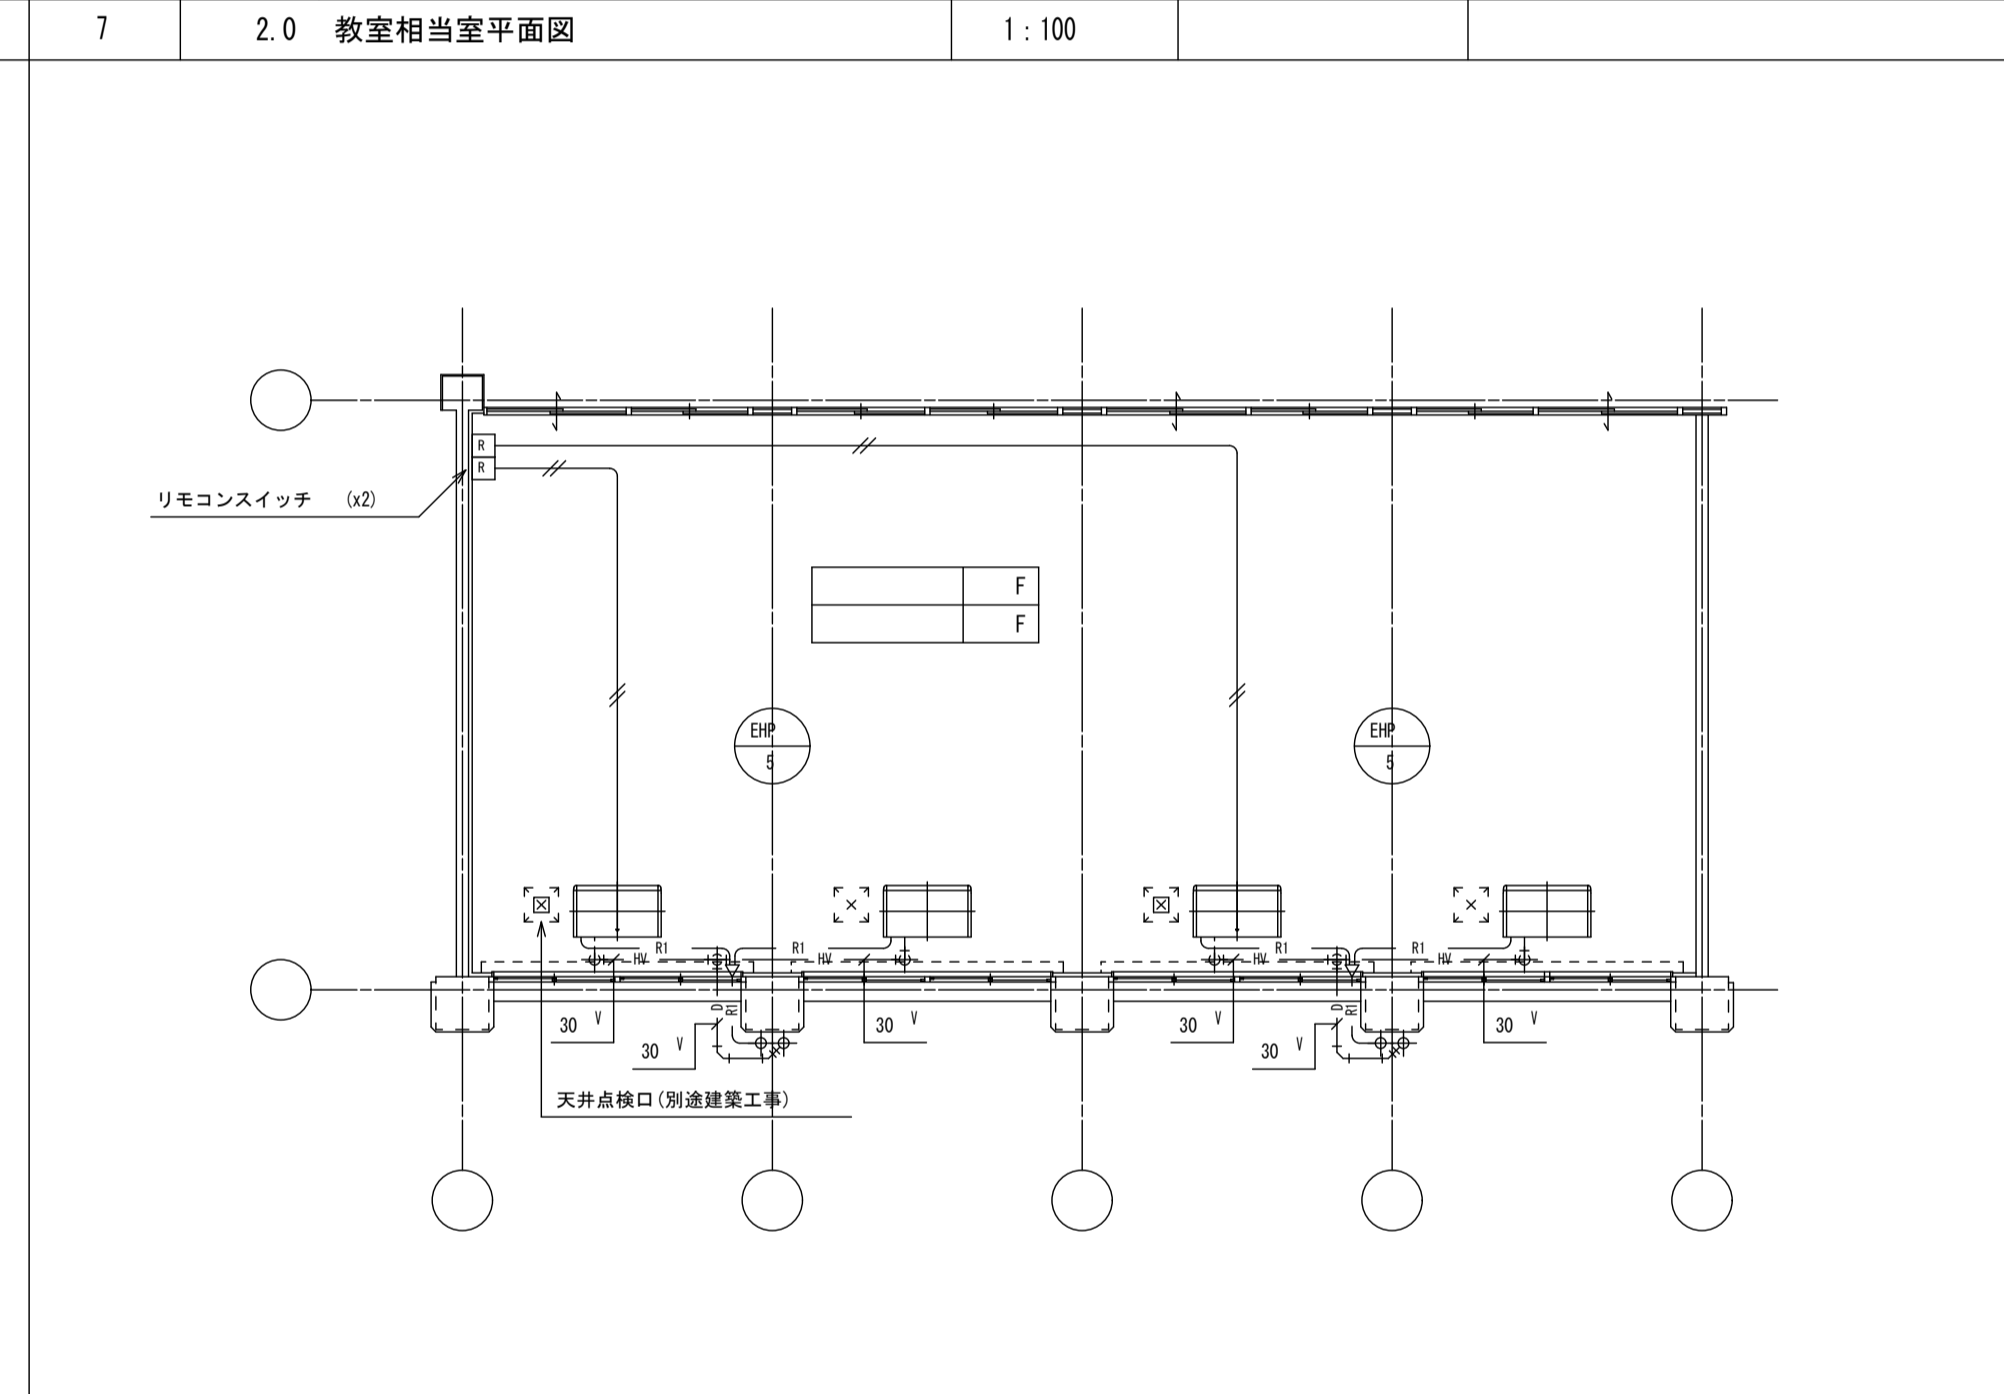 7 2.0 教室相当室平面図 1:100
R
R
リモコンスイッチ (x2)
F
F
EHP
5
EHP
5
R1 R1 R1 R1
HV HV HV HV
D R1 D R1
30 V 30 V 30 V 30 V
30 V 30 V
天井点検口(別途建築工事)